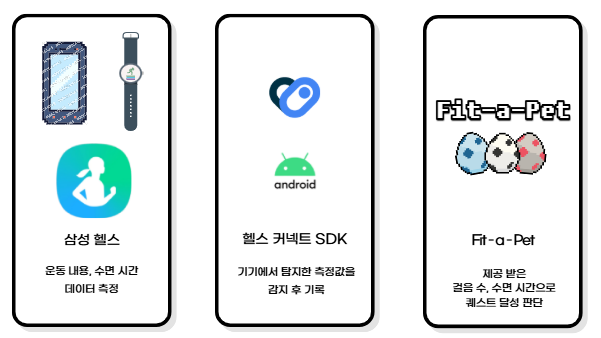 삼성 헬스
운동 내용, 수면 시간
데이터 측정
android
헬스 커넥트 SDK
기기에서 탐지한 측정값을
감지 후 기록
Fit-a-Pet
Fit-a-Pet
제공 받은
걸음 수, 수면 시간으로
퀘스트 달성 판단